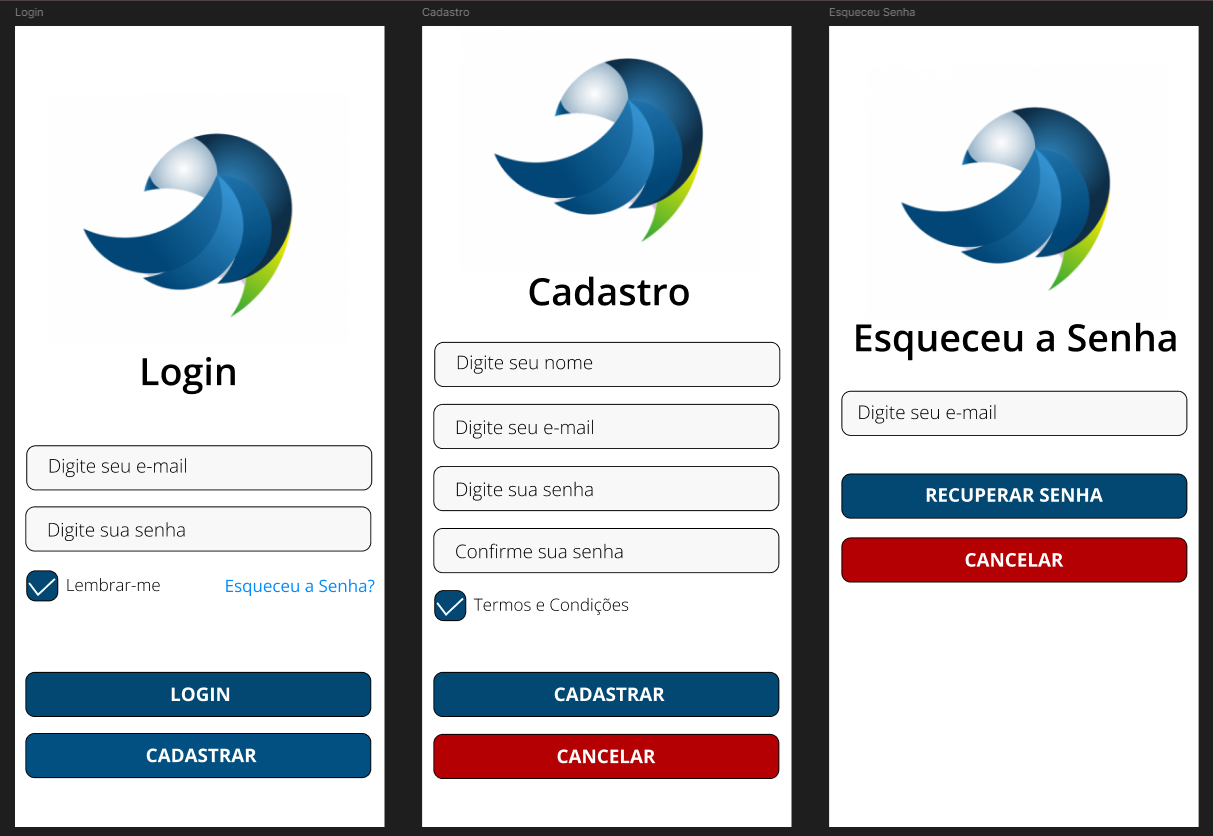 Login
Login
Digite seu e-mail
Digite sua senha
Lembrar-me
Esqueceu a Senha?
LOGIN
CADASTRAR
Cadastro
Cadastro
Digite seu nome
Digite seu e-mail
Digite sua senha
Confirme sua senha
Termos e Condições
CADASTRAR
CANCELAR
Esqueceu Senha
Esqueceu a Senha
Digite seu e-mail
RECUPERAR SENHA
CANCELAR